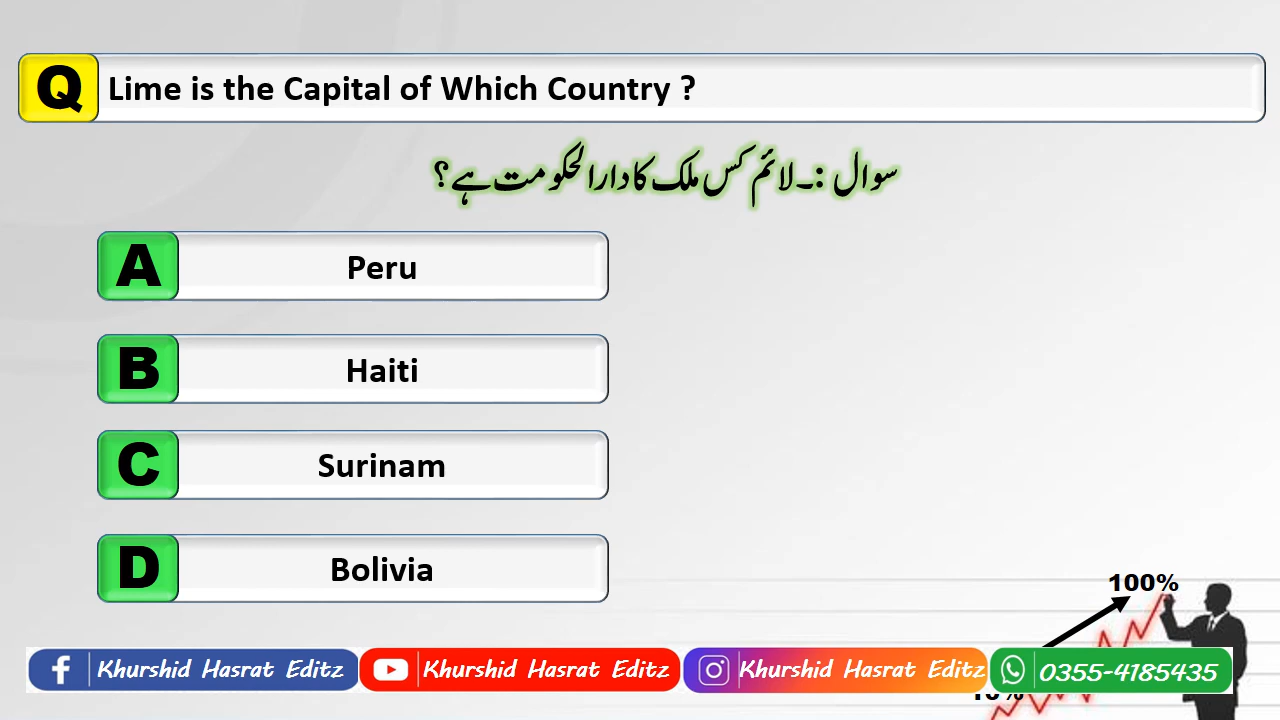 Q Lime is the Capital of Which Country ?
سوال :۔ لائم کس ملک کا دارالحکومت ہے؟
A Peru
B Haiti
C Surinam
D Bolivia
100%
Khurshid Hasrat Editz Khurshid Hasrat Editz Khurshid Hasrat Editz 0355-4185435